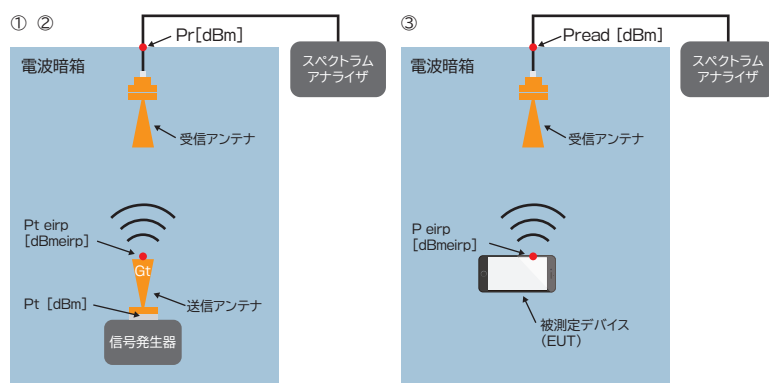 ① ②
Pr[dBm]
スペクトラム
アナライザ
電波暗箱
受信アンテナ
Pt eirp
[dBmeirp]
Gt
Pt [dBm]
送信アンテナ
信号発生器
③
Pread [dBm]
スペクトラム
アナライザ
電波暗箱
受信アンテナ
P eirp
[dBmeirp]
被測定デバイス
(EUT)